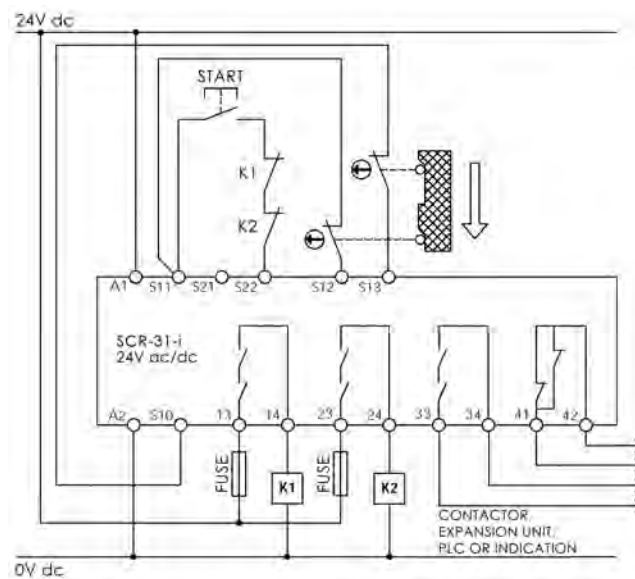 24V dc
START
K1
K2
A1 S11 S21 S22 S12 S13
SCR-31-i
24V ac/dc
A2 S10 13 14 23 24 33 34 41 42
FUSE K1 FUSE K2
CONTACTOR
EXPANSION UNIT/
PLC OR INDICATION
0V dc